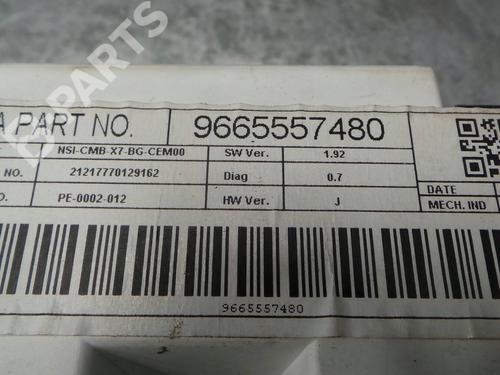 B-PARTS
A PART NO. 9665557480
NSI-CMB-X7-BG-CEM00 SW Ver. 1.92
NO. 21217770129162 Diag 0.7 DATE
PE-0002-012 HW Ver. J MECH. IND
9665557480